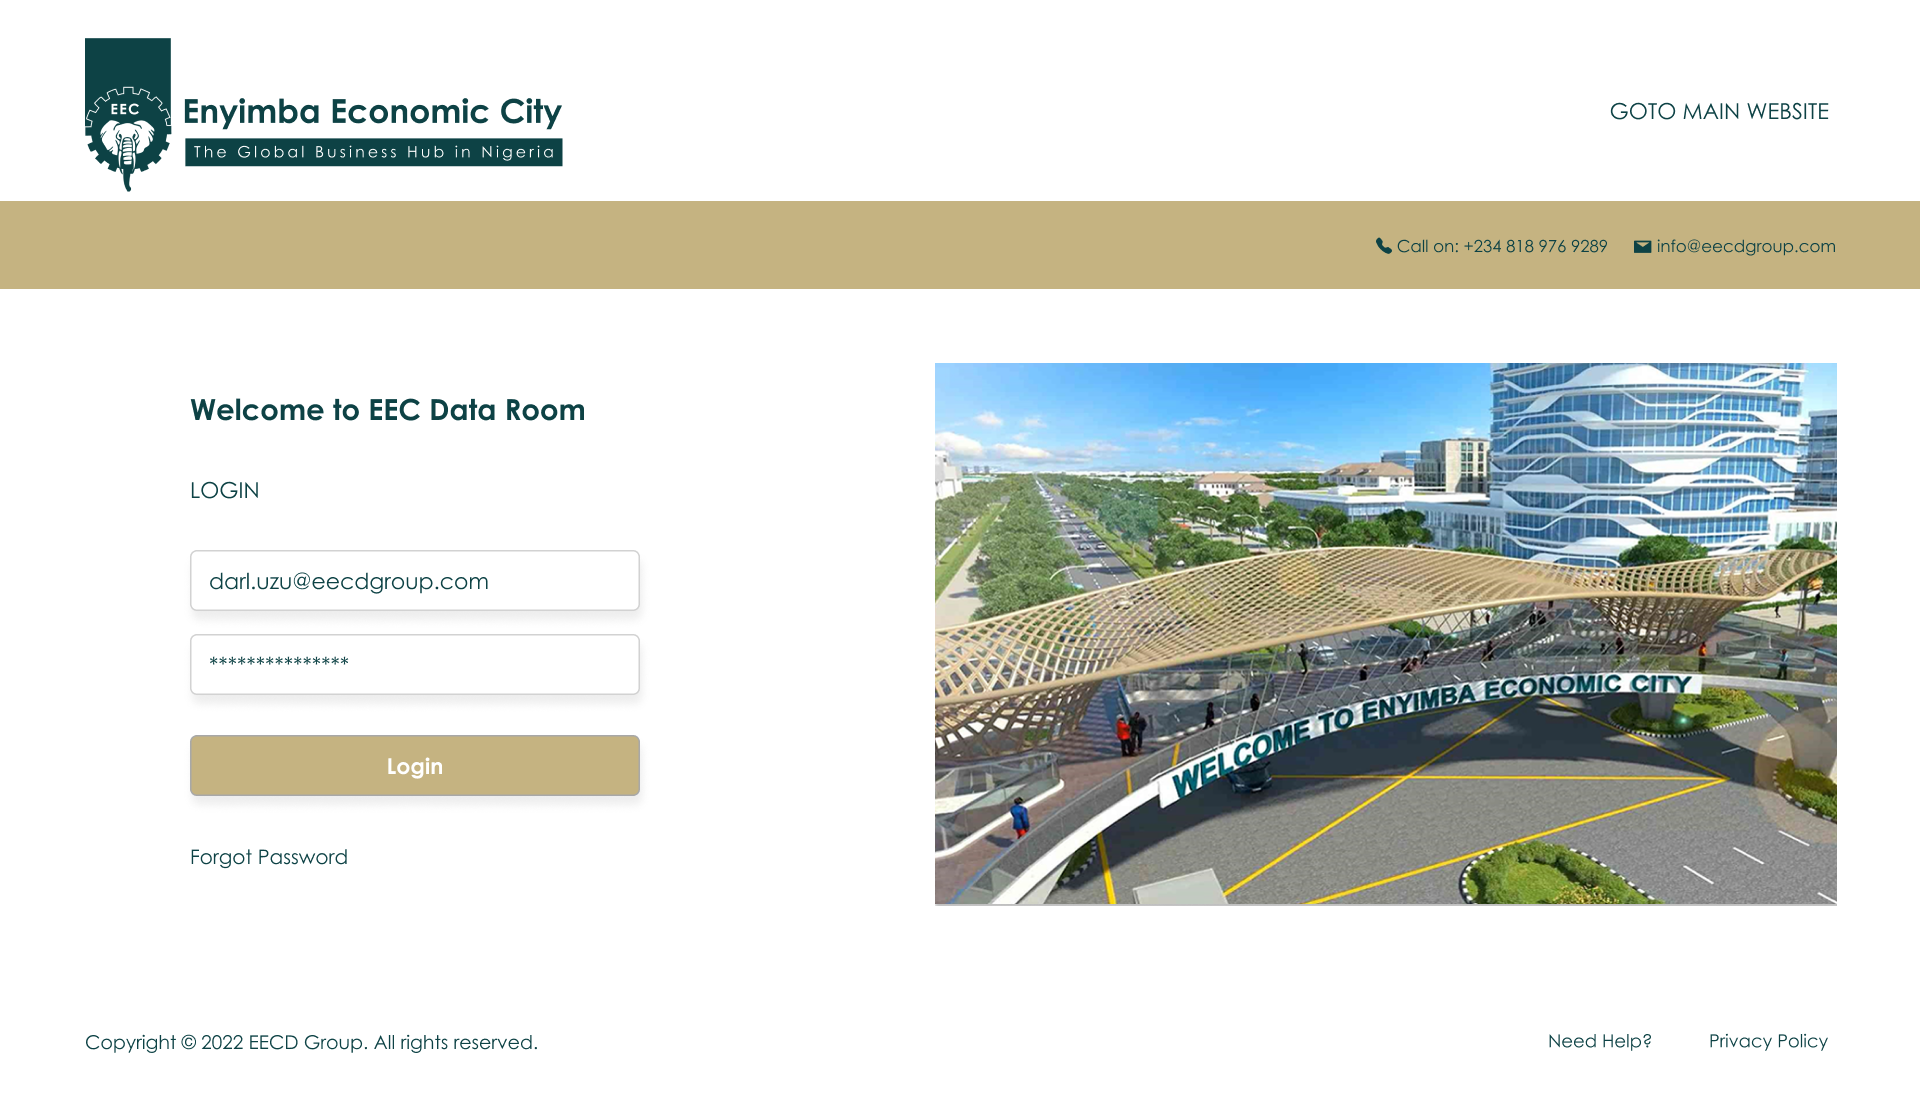 EEC
Enyimba Economic City
The Global Business Hub in Nigeria
GOTO MAIN WEBSITE
Call on: +234 818 976 9289
info@eecdgroup.com
Welcome to EEC Data Room
LOGIN
darl.uzu@eecdgroup.com
***************
Login
Forgot Password
WELCOME TO ENYIMBA ECONOMIC CITY
Copyright © 2022 EECD Group. All rights reserved.
Need Help?
Privacy Policy